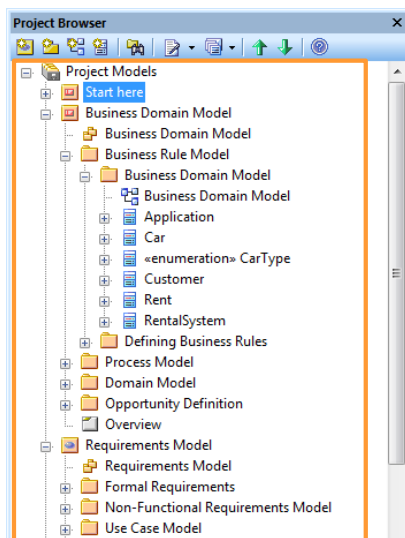 Project Browser
Project Models
Start here
Business Domain Model
Business Domain Model
Business Rule Model
Business Domain Model
Business Domain Model
Application
Car
«enumeration» CarType
Customer
Rent
RentalSystem
Defining Business Rules
Process Model
Domain Model
Opportunity Definition
Overview
Requirements Model
Requirements Model
Formal Requirements
Non-Functional Requirements Model
Use Case Model